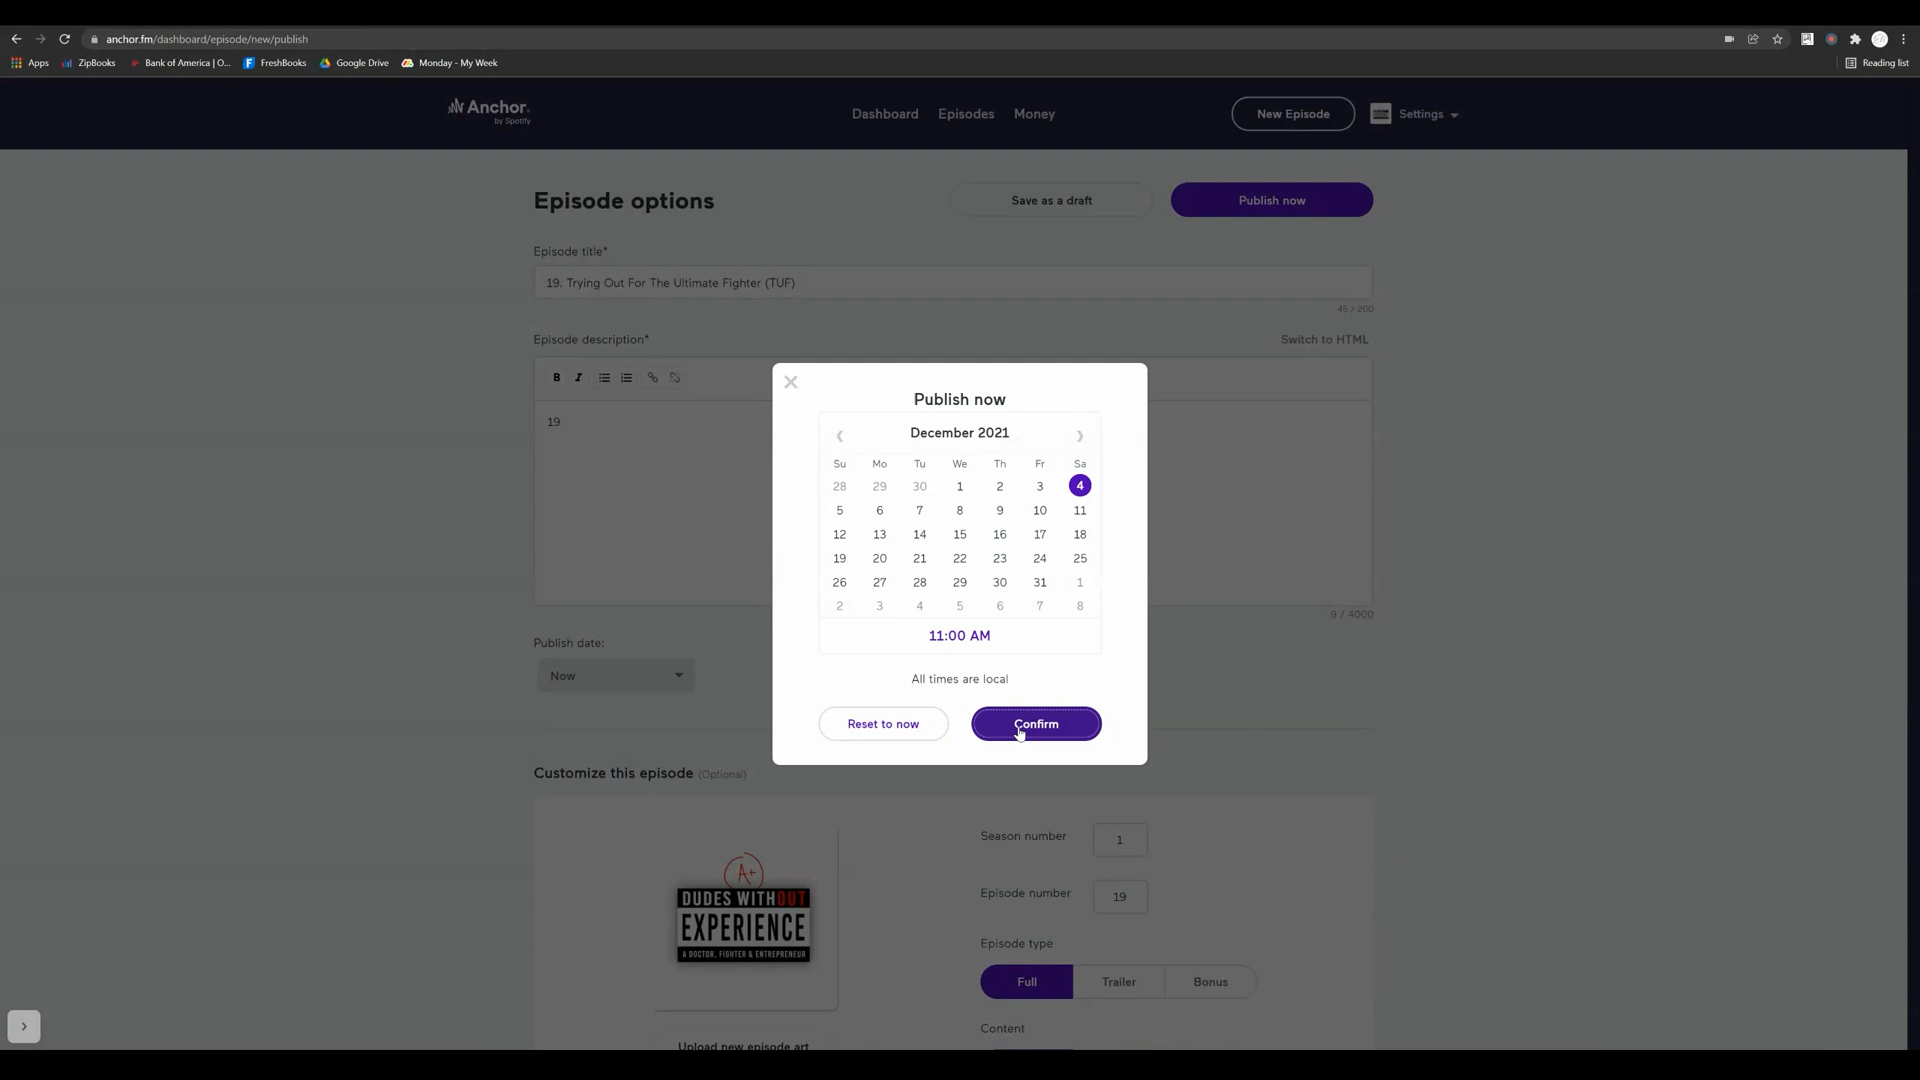 anchor.fm/dashboard/episode/new/publish
Apps ZipBooks Bank of America | O... FreshBooks Google Drive Monday - My Week Reading list
Anchor
by Spotify
Dashboard Episodes Money New Episode Settings
Episode options Save as a draft Publish now
Episode title*
19. Trying Out For The Ultimate Fighter (TUF)
45 / 200
Episode description* Switch to HTML
B I
19
9 / 4000
Publish now
December 2021
Su Mo Tu We Th Fr Sa
28 29 30 1 2 3 4
5 6 7 8 9 10 11
12 13 14 15 16 17 18
19 20 21 22 23 24 25
26 27 28 29 30 31 1
2 3 4 5 6 7 8
11:00 AM
All times are local
Reset to now Confirm
Publish date:
Now
Customize this episode (Optional)
A+
DUDES WITHOUT
EXPERIENCE
A DOCTOR, FIGHTER & ENTREPRENEUR
Upload new episode art
Season number 1
Episode number 19
Episode type
Full Trailer Bonus
Content